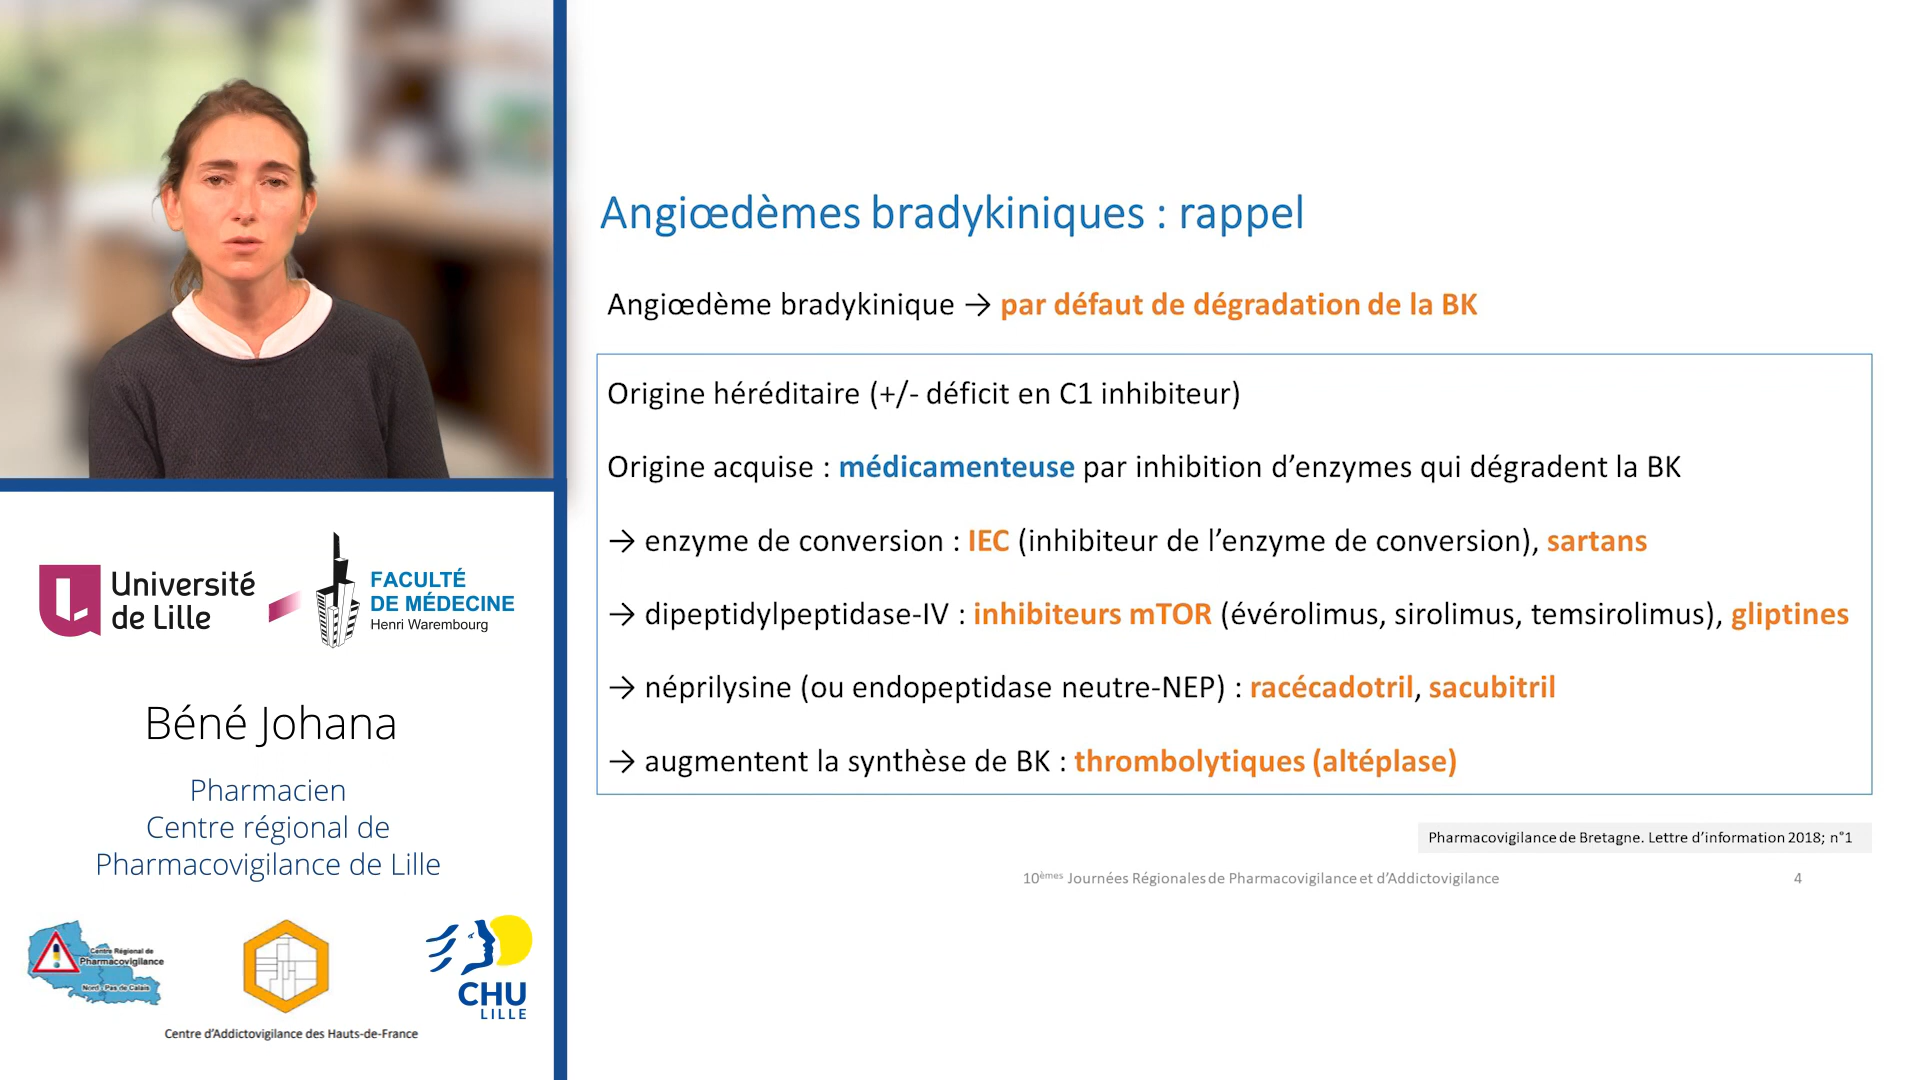 Angiœdèmes bradykiniques : rappel
Angiœdème bradykinique → par défaut de dégradation de la BK
Origine héréditaire (+/- déficit en C1 inhibiteur)
Origine acquise : médicamenteuse par inhibition d’enzymes qui dégradent la BK
→ enzyme de conversion : IEC (inhibiteur de l’enzyme de conversion), sartans
→ dipeptidylpeptidase-IV : inhibiteurs mTOR (évérolimus, sirolimus, temsirolimus), gliptines
→ néprilysine (ou endopeptidase neutre-NEP) : racécadotril, sacubitril
→ augmentent la synthèse de BK : thrombolytiques (altéplase)
Pharmacovigilance de Bretagne. Lettre d’information 2018; n°1
10èmes Journées Régionales de Pharmacovigilance et d’Addictovigilance
4
Université
de Lille
FACULTÉ
DE MÉDECINE
Henri Warembourg
Béné Johana
Pharmacien
Centre régional de
Pharmacovigilance de Lille
Centre Régional de
Pharmacovigilance
Nord - Pas de Calais
CHU
LILLE
Centre d’Addictovigilance des Hauts-de-France